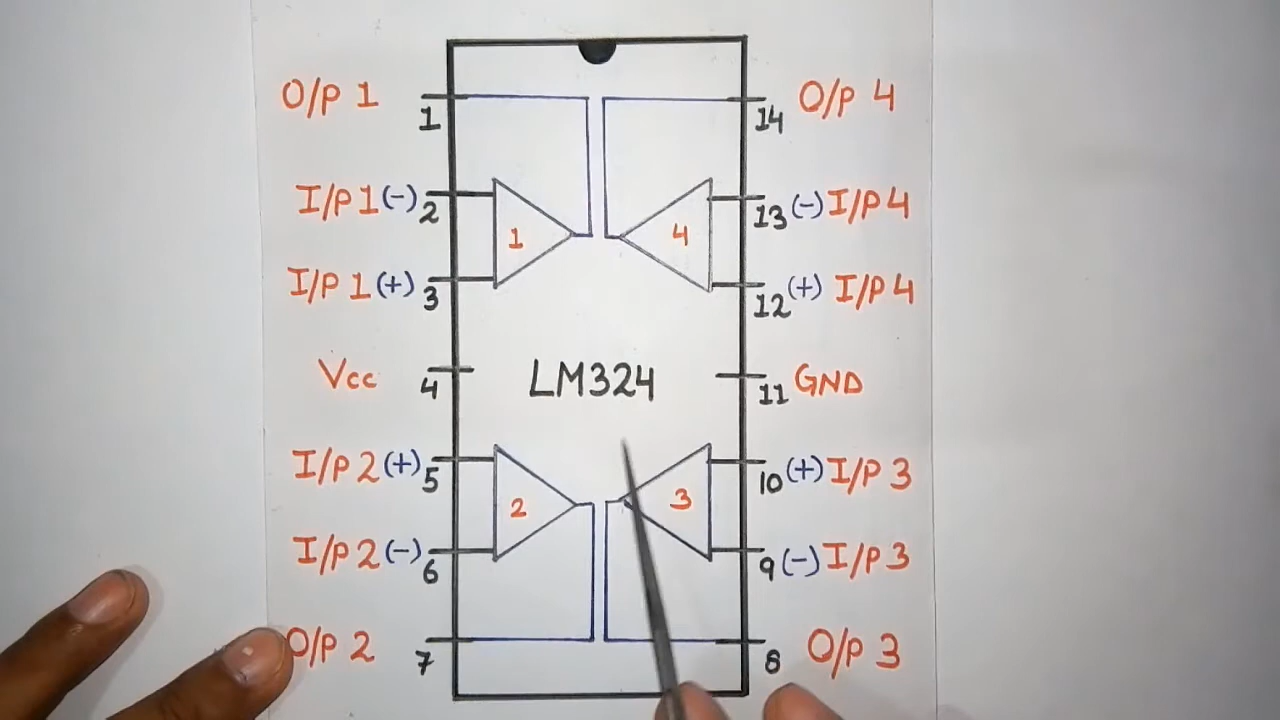 O/P 1 1 14 O/P 4
I/P 1 (-) 2 13 (-) I/P 4
1 4
I/P 1 (+) 3 12 (+) I/P 4
Vcc 4 LM324 11 GND
I/P 2 (+) 5 10 (+) I/P 3
2 3
I/P 2 (-) 6 9 (-) I/P 3
O/P 2 7 8 O/P 3